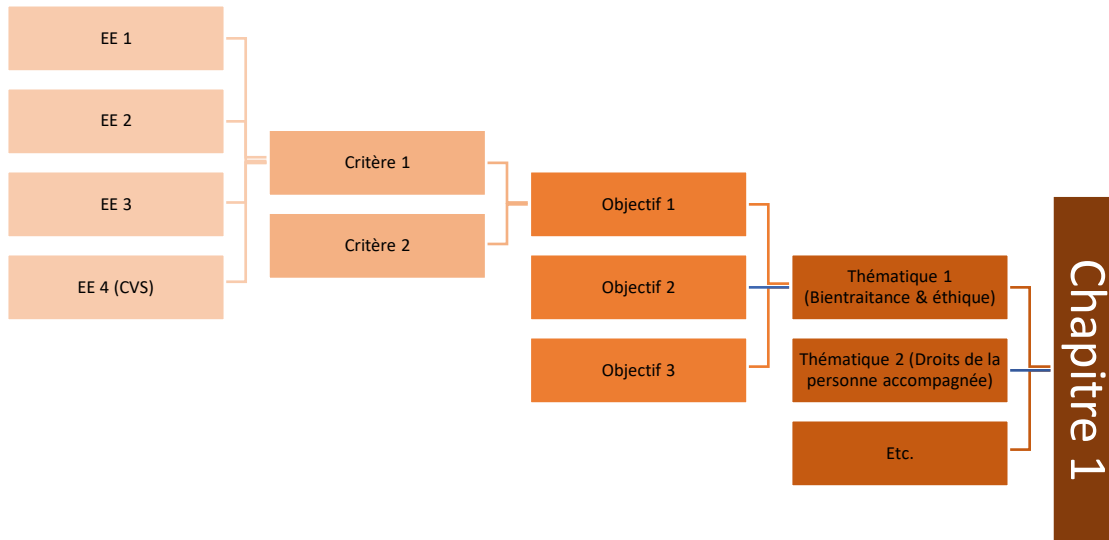 EE 1
EE 2
EE 3
EE 4 (CVS)
Critère 1
Critère 2
Objectif 1
Objectif 2
Objectif 3
Thématique 1
(Bientraitance & éthique)
Thématique 2 (Droits de la
personne accompagnée)
Etc.
Chapitre 1